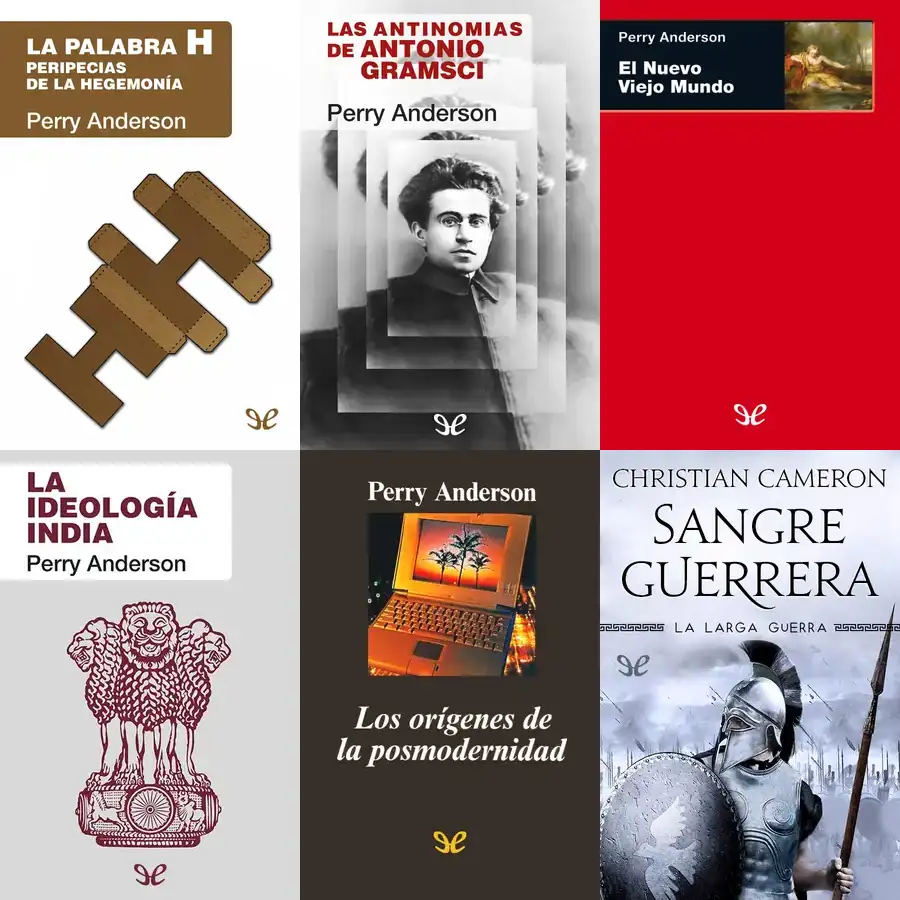 LA PALABRA H
PERIPECIAS
DE LA HEGEMONÍA
Perry Anderson
LAS ANTINOMIAS
DE ANTONIO
GRAMSCI
Perry Anderson
Perry Anderson
El Nuevo
Viejo Mundo
LA
IDEOLOGÍA
INDIA
Perry Anderson
Perry Anderson
Los orígenes de
la posmodernidad
CHRISTIAN CAMERON
SANGRE
GUERRERA
LA LARGA GUERRA